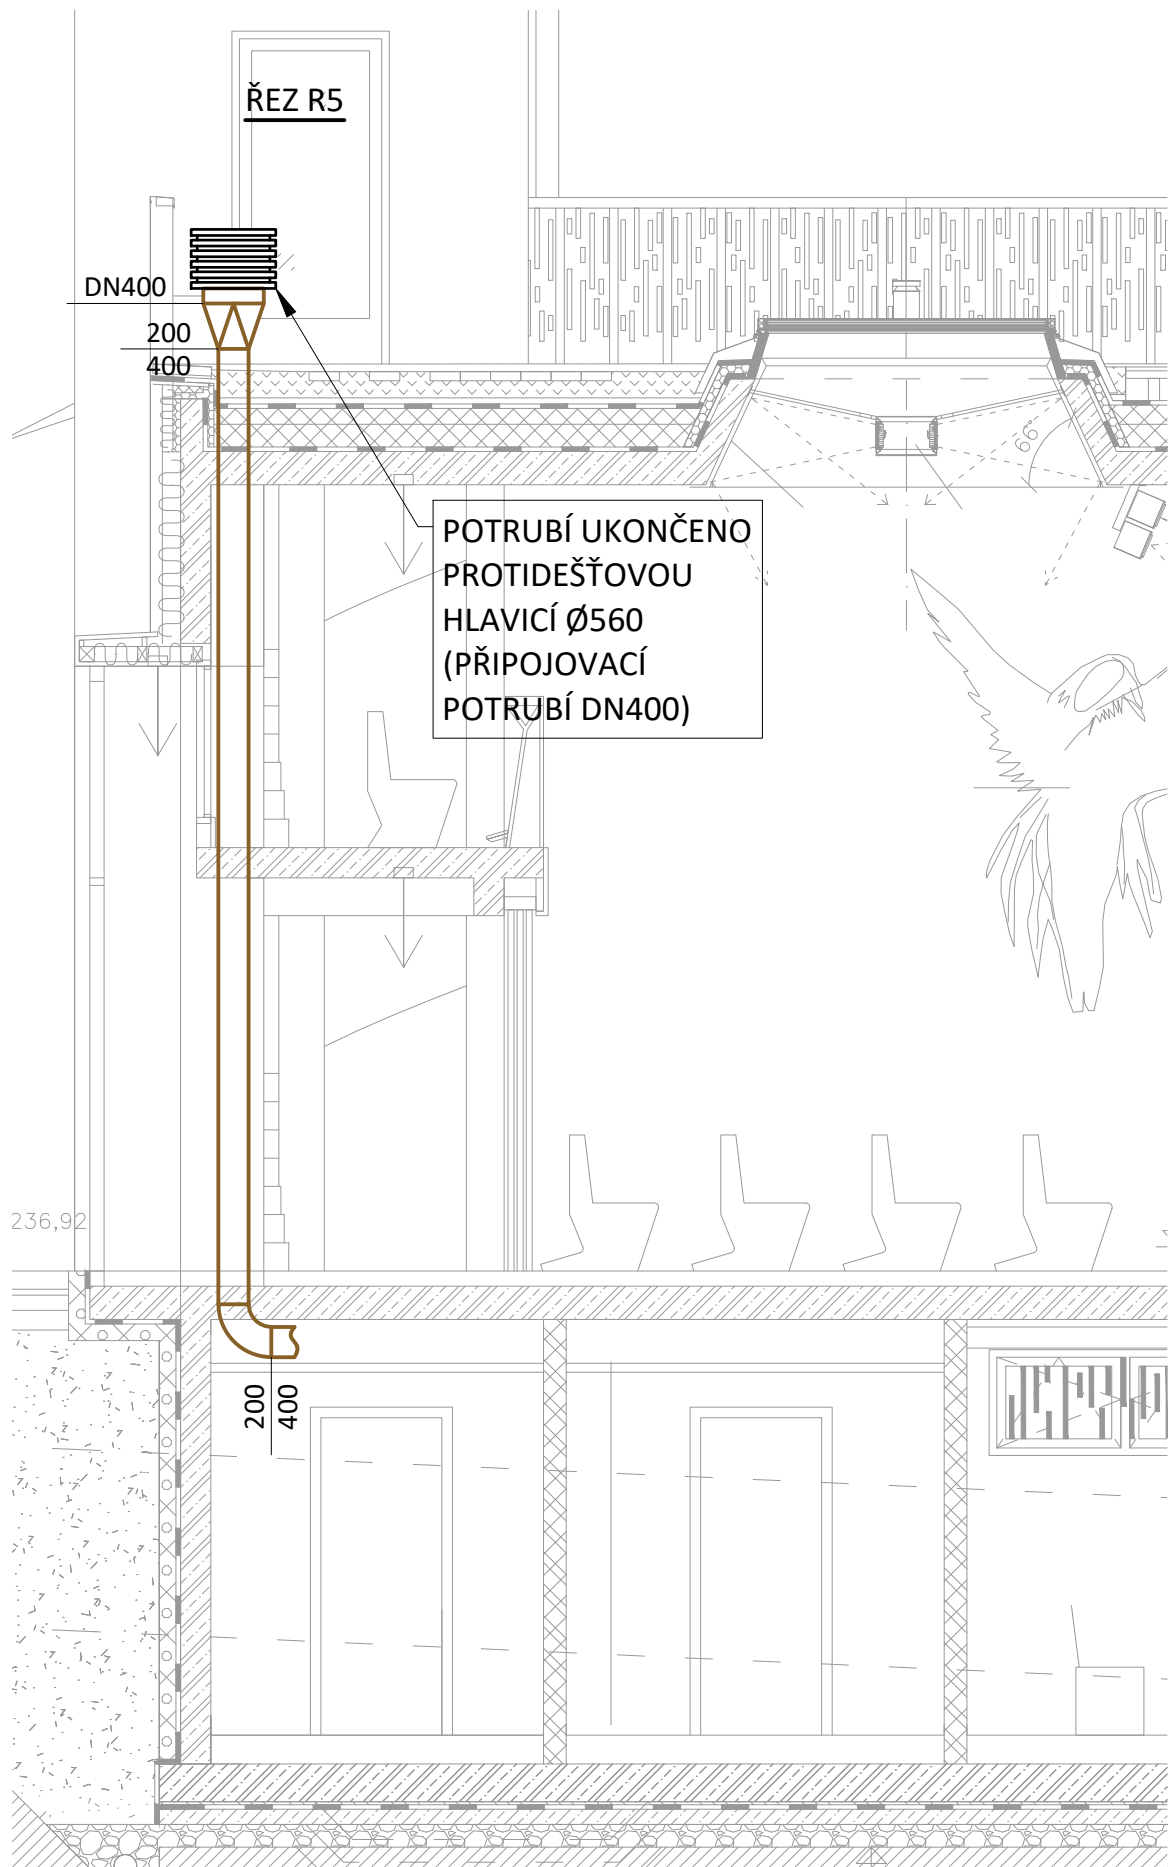 ŘEZ R5
DN400
200
400
POTRUBÍ UKONČENO
PROTIDEŠŤOVOU
HLAVICÍ Ø560
(PŘIPOJOVACÍ
POTRUBÍ DN400)
66°
236,92
200
400